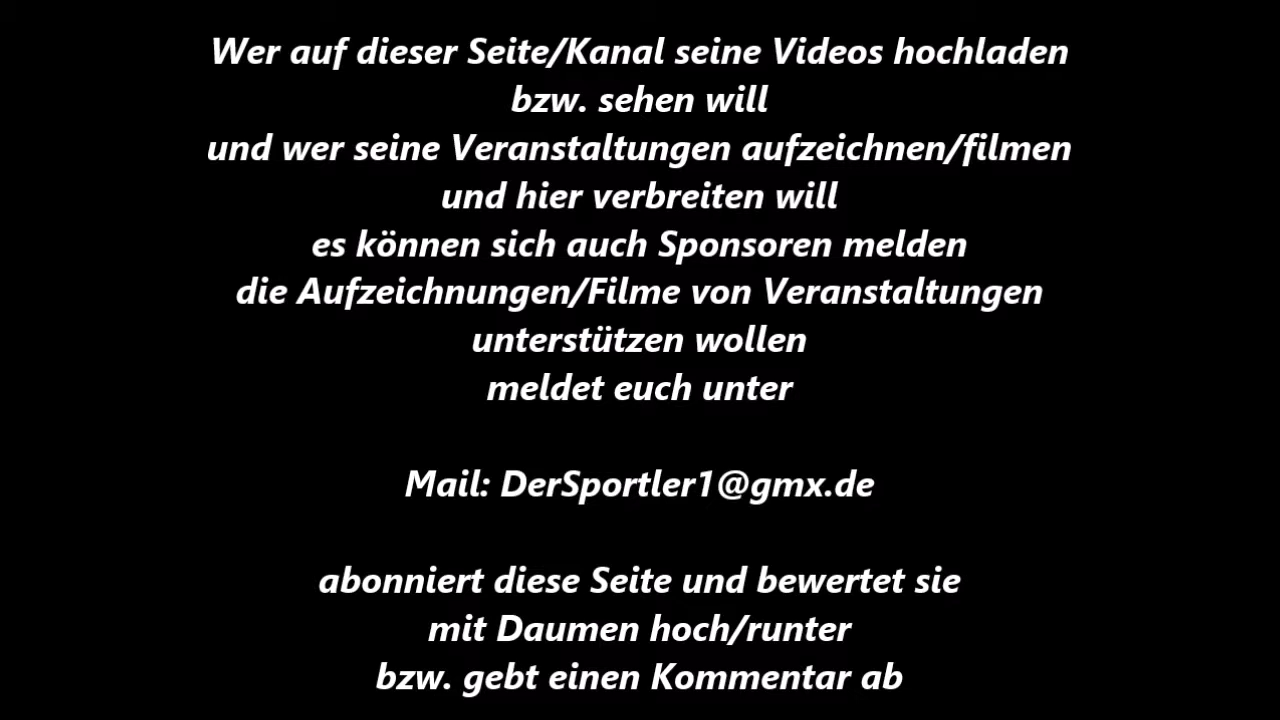 Wer auf dieser Seite/Kanal seine Videos hochladen
bzw. sehen will
und wer seine Veranstaltungen aufzeichnen/filmen
und hier verbreiten will
es können sich auch Sponsoren melden
die Aufzeichnungen/Filme von Veranstaltungen
unterstützen wollen
meldet euch unter
Mail: DerSportler1@gmx.de
abonniert diese Seite und bewertet sie
mit Daumen hoch/runter
bzw. gebt einen Kommentar ab